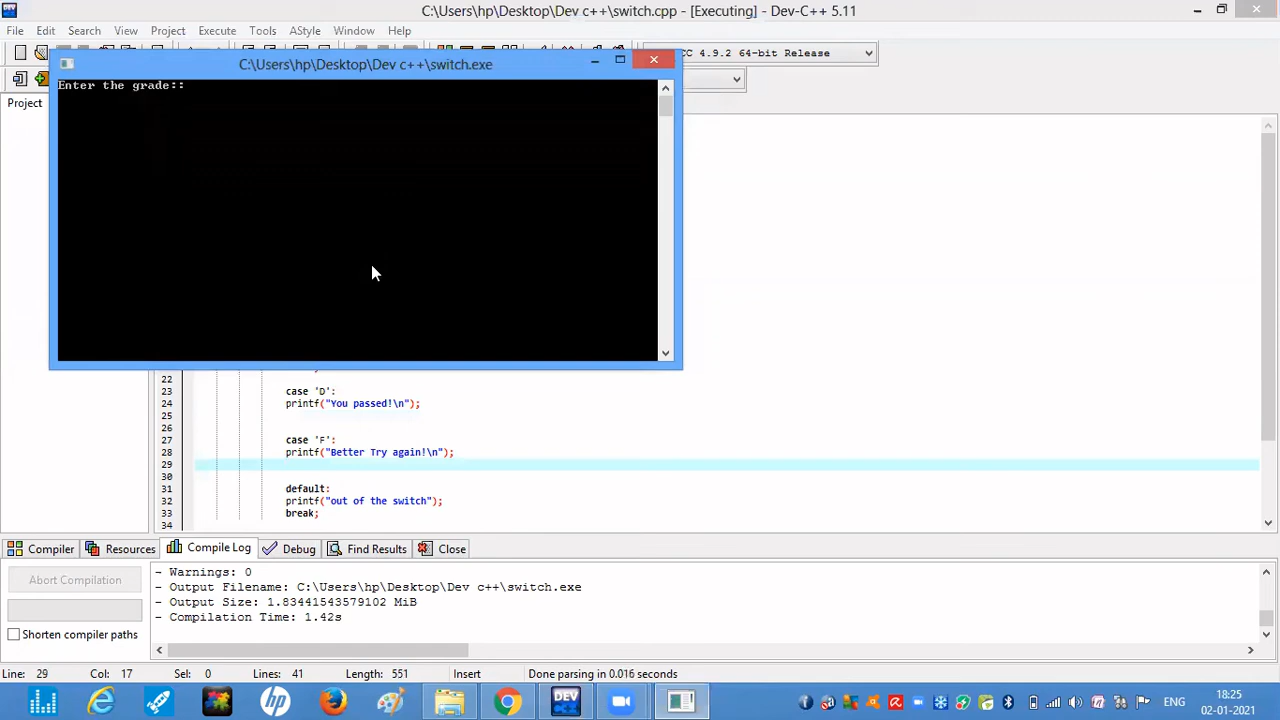 C:\Users\hp\Desktop\Dev c++\switch.cpp - [Executing] - Dev-C++ 5.11
File Edit Search View Project Execute Tools AStyle Window Help
CC 4.9.2 64-bit Release
C:\Users\hp\Desktop\Dev c++\switch.exe
Enter the grade::
Project
22
23 case 'D':
24 printf("You passed!\n");
25
26
27 case 'F':
28 printf("Better Try again!\n");
29
30
31 default:
32 printf("out of the switch");
33 break;
34
Compiler Resources Compile Log Debug Find Results Close
Abort Compilation
Shorten compiler paths
- Warnings: 0
- Output Filename: C:\Users\hp\Desktop\Dev c++\switch.exe
- Output Size: 1.83441543579102 MiB
- Compilation Time: 1.42s
Line: 29 Col: 17 Sel: 0 Lines: 41 Length: 551 Insert Done parsing in 0.016 seconds
DEV
ENG
18:25
02-01-2021